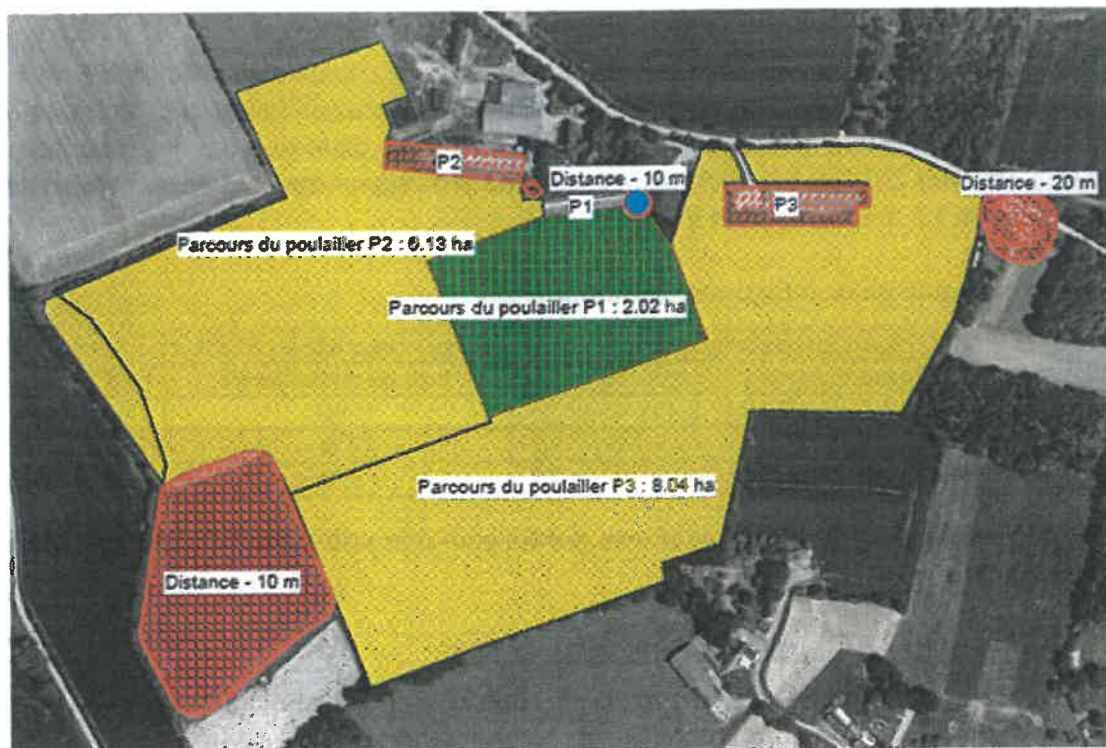 P2
Distance - 10 m
P1
P3
Distance - 20 m
Parcours du poulailler P2 : 6.13 ha
Parcours du poulailler P1 : 2.02 ha
Parcours du poulailler P3 : 8.04 ha
Distance - 10 m